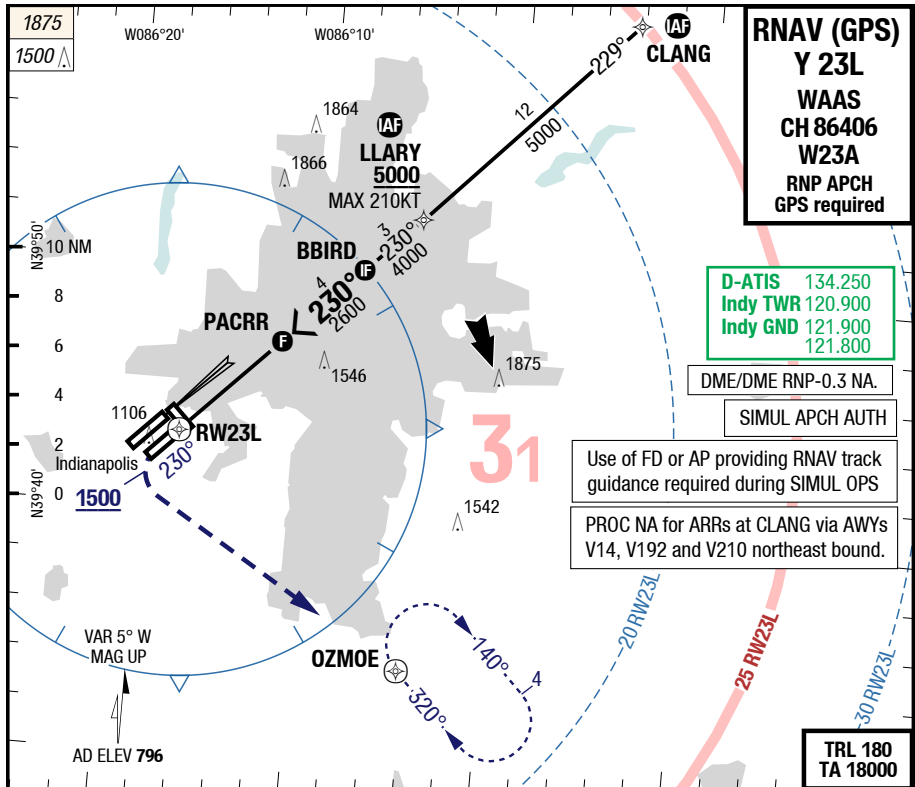 1875
1500
W086°20'
W086°10'
IAF
CLANG
229°
12
5000
RNAV (GPS)
Y 23L
WAAS
CH 86406
W23A
RNP APCH
GPS required
1864
1866
IAF
LLARY
5000
MAX 210KT
N39°50'
10 NM
8
6
4
2
0
N39°40'
BBIRD
IF
3
230°
4000
4
230°
2600
PACRR
F
1546
1875
D-ATIS 134.250
Indy TWR 120.900
Indy GND 121.900
121.800
DME/DME RNP-0.3 NA.
SIMUL APCH AUTH
Use of FD or AP providing RNAV track
guidance required during SIMUL OPS
PROC NA for ARRs at CLANG via AWYs
V14, V192 and V210 northeast bound.
1106
RW23L
Indianapolis
230°
1500
31
1542
VAR 5° W
MAG UP
AD ELEV 796
OZMOE
140°
320°
4
20 RW23L
25 RW23L
30 RW23L
TRL 180
TA 18000